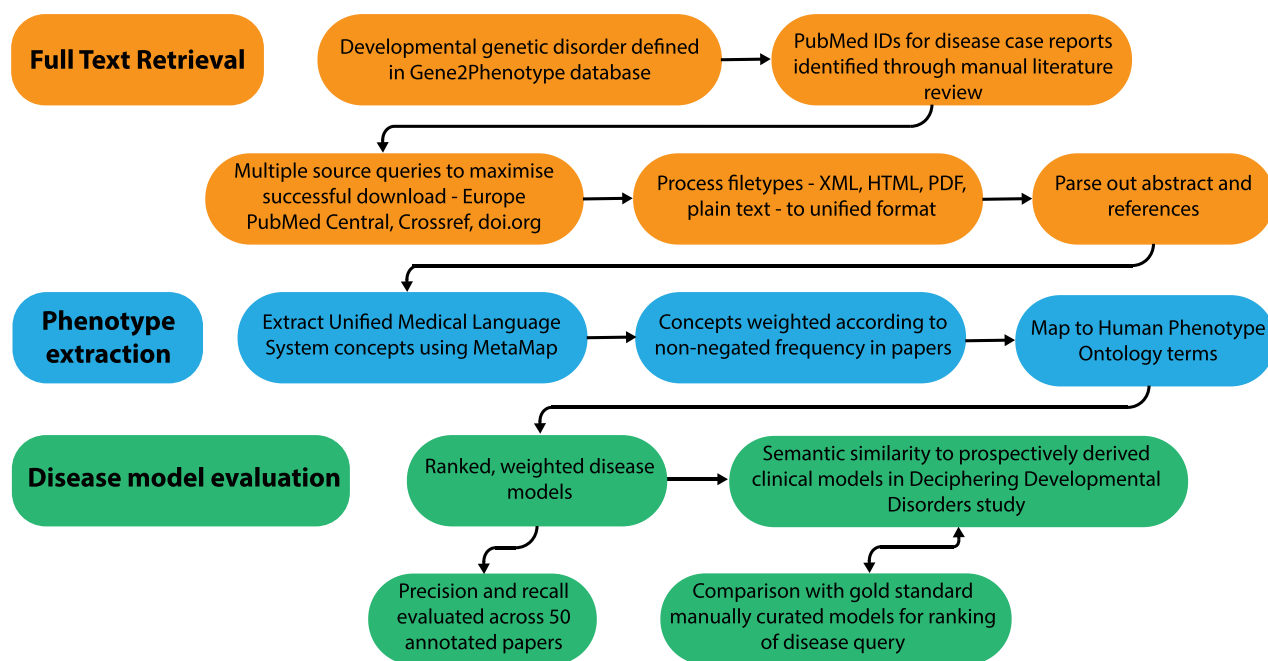 Full Text Retrieval
Developmental genetic disorder defined
in Gene2Phenotype database
PubMed IDs for disease case reports
identified through manual literature
review
Multiple source queries to maximise
successful download - Europe
PubMed Central, Crossref, doi.org
Process filetypes - XML, HTML, PDF,
plain text - to unified format
Parse out abstract and
references
Phenotype
extraction
Extract Unified Medical Language
System concepts using MetaMap
Concepts weighted according to
non-negated frequency in papers
Map to Human Phenotype
Ontology terms
Disease model evaluation
Ranked, weighted disease
models
Semantic similarity to prospectively derived
clinical models in Deciphering Developmental
Disorders study
Precision and recall
evaluated across 50
annotated papers
Comparison with gold standard
manually curated models for ranking
of disease query